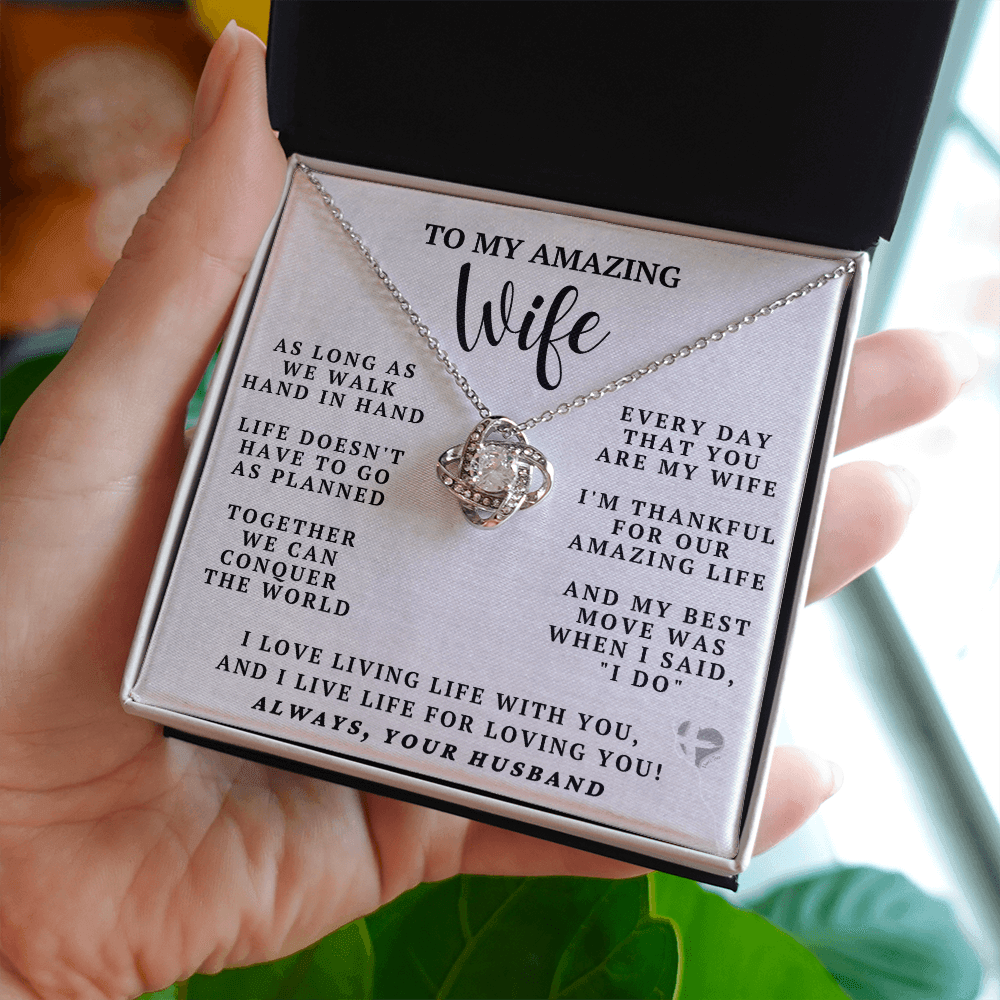 TO MY AMAZING
Wife
AS LONG AS
WE WALK
HAND IN HAND
LIFE DOESN'T
HAVE TO GO
AS PLANNED
TOGETHER
WE CAN
CONQUER
THE WORLD
EVERY DAY
THAT YOU
ARE MY WIFE
I'M THANKFUL
FOR OUR
AMAZING LIFE
AND MY BEST
MOVE WAS
WHEN I SAID,
"I DO"
I LOVE LIVING LIFE WITH YOU,
AND I LIVE LIFE FOR LOVING YOU!
ALWAYS, YOUR HUSBAND